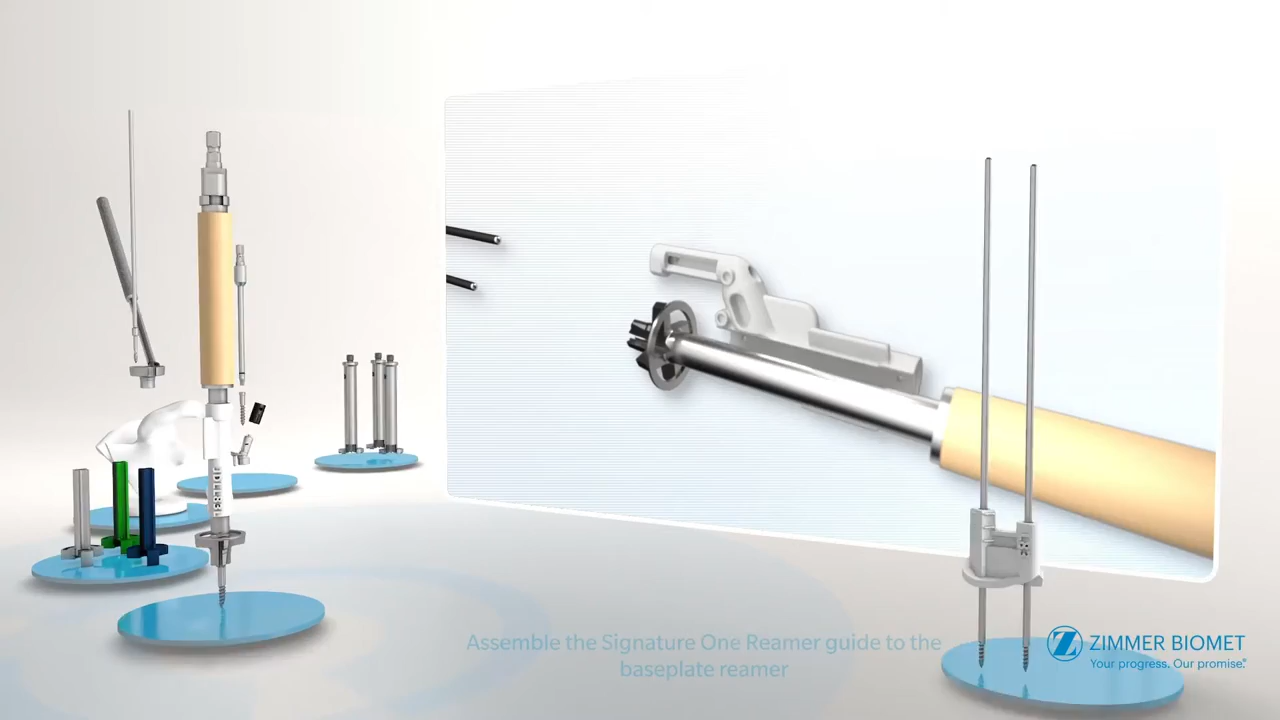 Assemble the Signature One Reamer guide to the
baseplate reamer
ZIMMER BIOMET
Your progress. Our promise.®